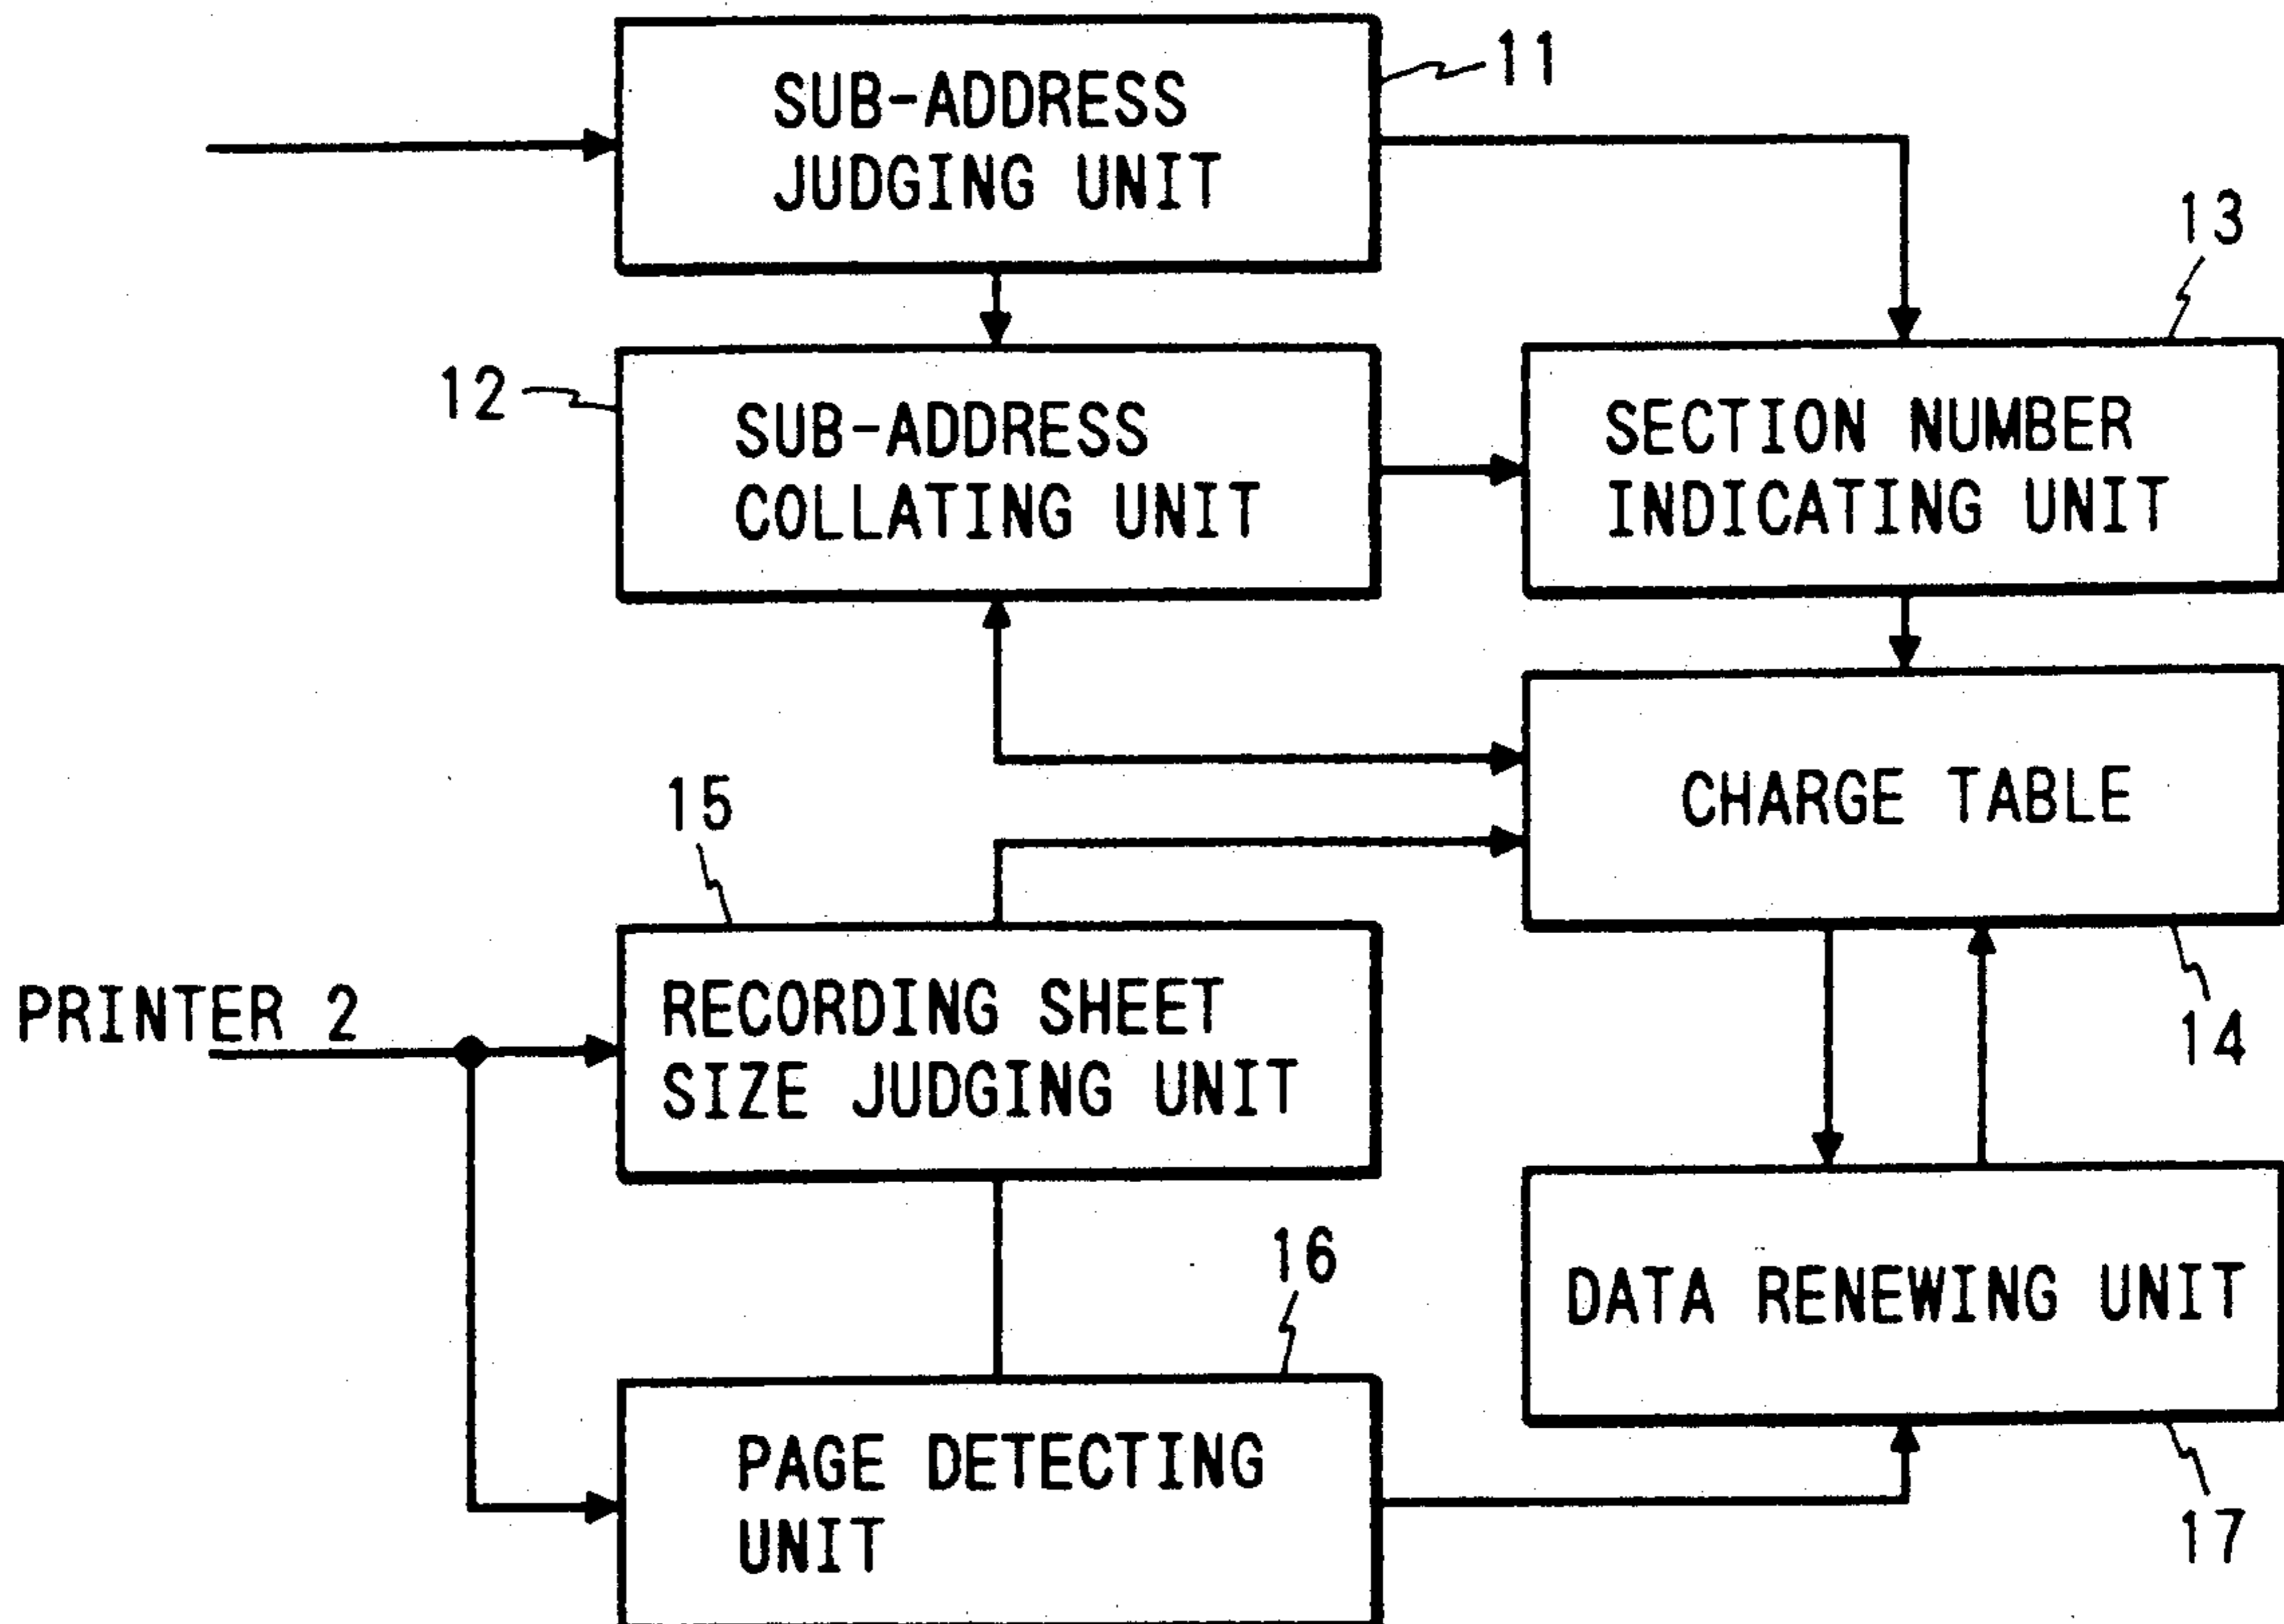 SUB-ADDRESS
JUDGING UNIT
11
12
SUB-ADDRESS
COLLATING UNIT
13
SECTION NUMBER
INDICATING UNIT
CHARGE TABLE
14
15
PRINTER 2
RECORDING SHEET
SIZE JUDGING UNIT
16
PAGE DETECTING
UNIT
DATA RENEWING UNIT
17